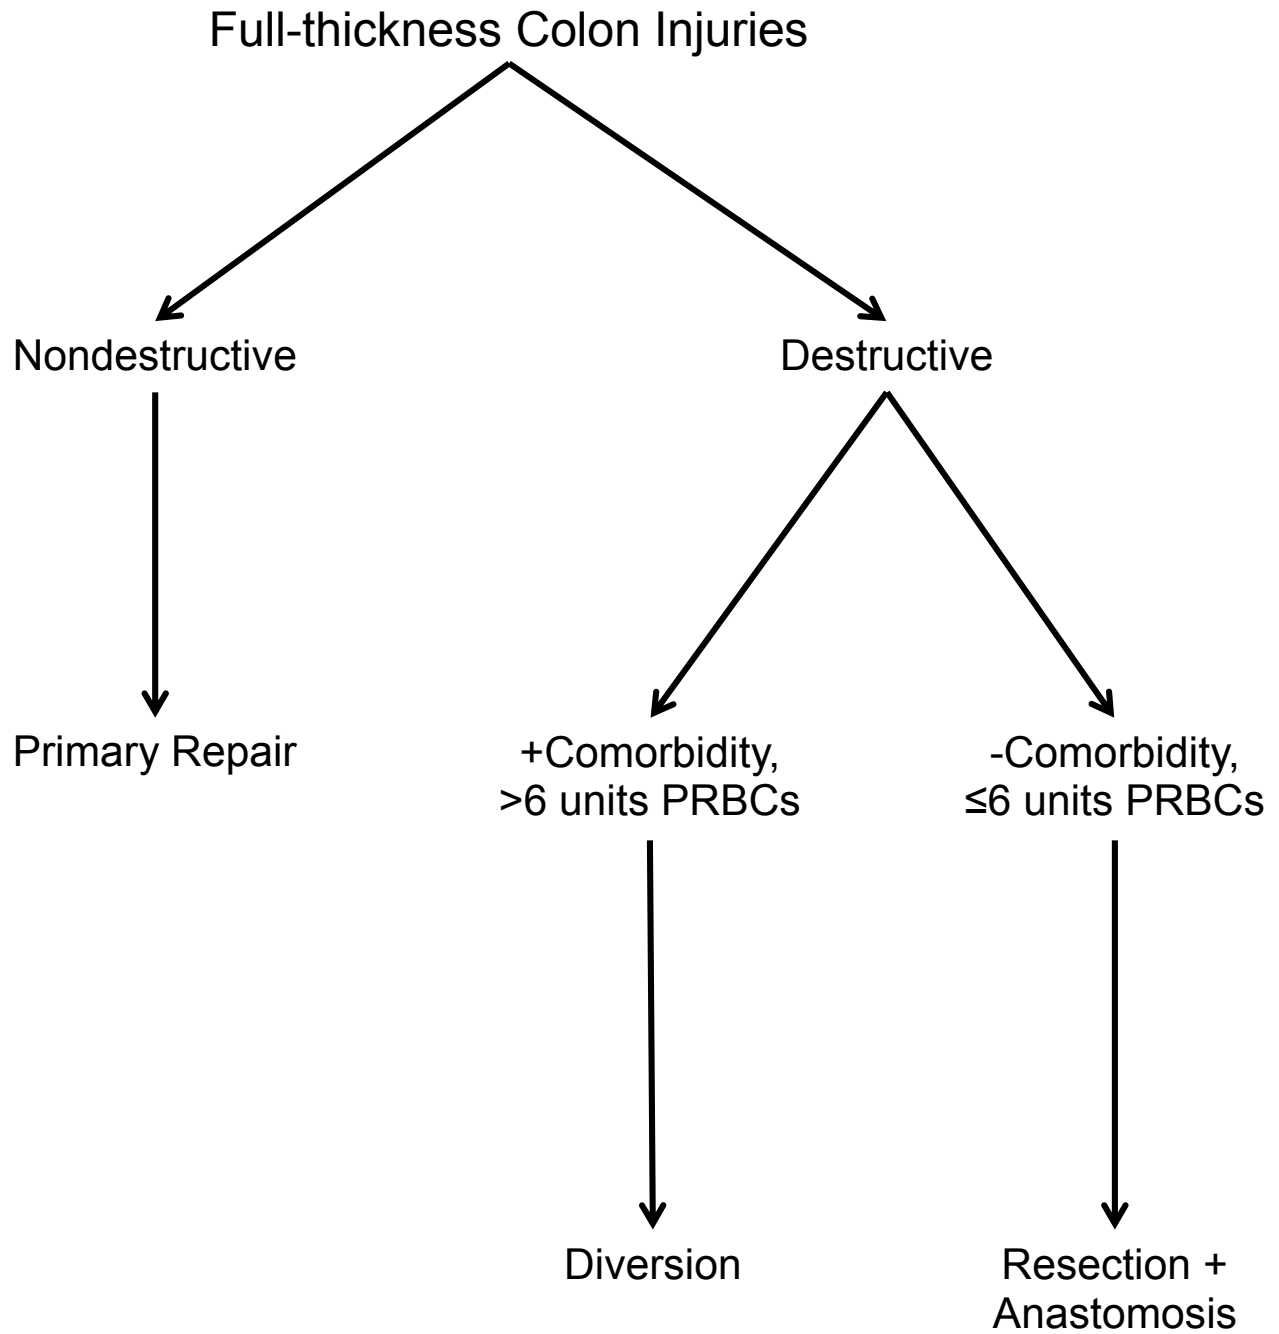 Full-thickness Colon Injuries
Nondestructive
Destructive
Primary Repair
+Comorbidity,
>6 units PRBCs
-Comorbidity,
≤6 units PRBCs
Diversion
Resection +
Anastomosis